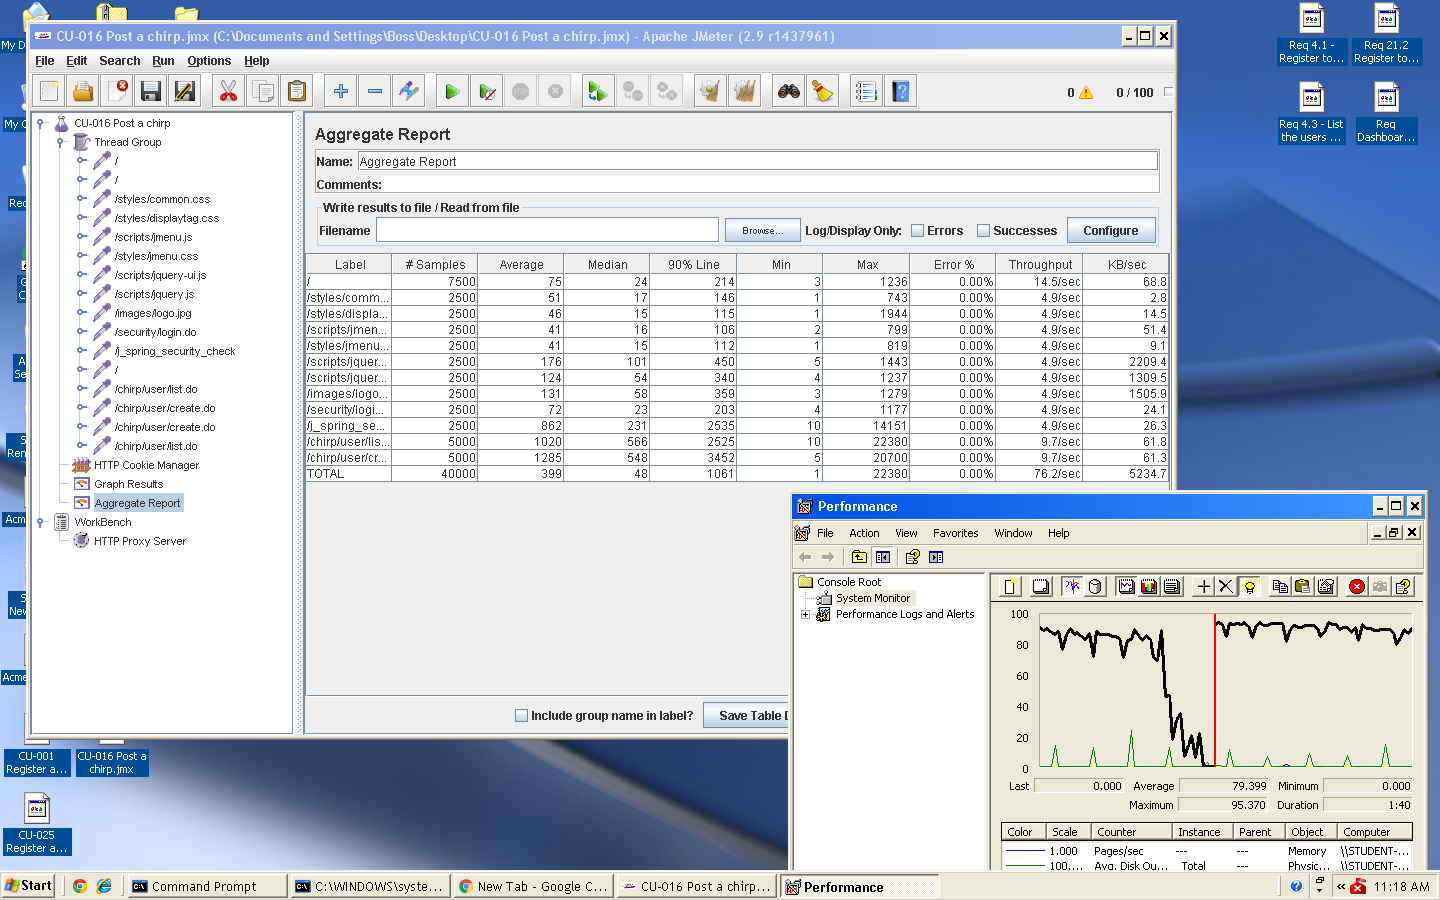 CU-016 Post a chirp.jmx (C:\Documents and Settings\Boss\Desktop\CU-016 Post a chirp.jmx) - Apache JMeter (2.9 r1437961)
File Edit Search Run Options Help
0 0 / 100
CU-016 Post a chirp
Thread Group
/
/
/styles/common.css
/styles/displaytag.css
/scripts/jmenu.js
/styles/jmenu.css
/scripts/jquery-ui.js
/scripts/jquery.js
/images/logo.jpg
/security/login.do
/j_spring_security_check
/
/chirp/user/list.do
/chirp/user/create.do
/chirp/user/create.do
/chirp/user/list.do
HTTP Cookie Manager
Graph Results
Aggregate Report
WorkBench
HTTP Proxy Server
Aggregate Report
Name: Aggregate Report
Comments:
Write results to file / Read from file
Filename Browse... Log/Display Only: Errors Successes Configure
Label # Samples Average Median 90% Line Min Max Error % Throughput KB/sec
/ 7500 75 24 214 3 1236 0.00% 14.5/sec 68.8
/styles/comm... 2500 51 17 146 1 743 0.00% 4.9/sec 2.8
/styles/displa... 2500 46 15 115 1 1944 0.00% 4.9/sec 14.5
/scripts/jmen... 2500 41 16 106 2 799 0.00% 4.9/sec 51.4
/styles/jmenu... 2500 41 15 112 1 819 0.00% 4.9/sec 9.1
/scripts/jquer... 2500 176 101 450 5 1443 0.00% 4.9/sec 2209.4
/scripts/jquer... 2500 124 54 340 4 1237 0.00% 4.9/sec 1309.5
/images/logo... 2500 131 58 359 3 1279 0.00% 4.9/sec 1505.9
/security/logi... 2500 72 23 203 4 1177 0.00% 4.9/sec 24.1
/j_spring_se... 2500 862 231 2535 10 14151 0.00% 4.9/sec 26.3
/chirp/user/lis... 5000 1020 566 2525 10 22380 0.00% 9.7/sec 61.8
/chirp/user/cr... 5000 1285 548 3452 5 20700 0.00% 9.7/sec 61.3
TOTAL 40000 399 48 1061 1 22380 0.00% 76.2/sec 5234.7
Include group name in label? Save Table
Req 4.1 - Register to...
Req 21.2 Register to...
Req 4.3 - List the users ...
Req Dashboar...
Performance
File Action View Favorites Window Help
Console Root
System Monitor
Performance Logs and Alerts
100
80
60
40
20
0
Last 0.000 Average 79.399 Minimum 0.000
Maximum 95.370 Duration 1:40
Color Scale Counter Instance Parent Object Computer
1.000 Pages/sec --- --- Memory \\STUDENT-...
100.... Avg. Disk Qu... _Total --- Physic... \\STUDENT-...
CU-001 Register a...
CU-016 Post a chirp.jmx
CU-025 Register a...
Start Command Prompt C:\WINDOWS\syste... New Tab - Google C... CU-016 Post a chirp... Performance 11:18 AM